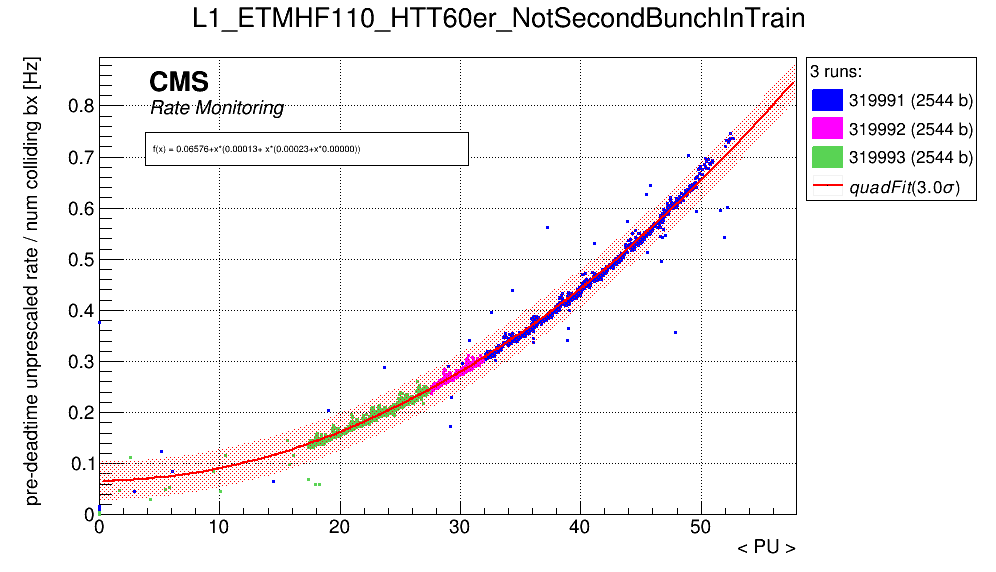 L1_ETMHF110_HTT60er_NotSecondBunchInTrain
pre-deadtime unprescaled rate / num colliding bx [Hz]
CMS
Rate Monitoring
f(x) = 0.06576+x*(0.00013+ x*(0.00023+x*0.00000))
3 runs:
319991 (2544 b)
319992 (2544 b)
319993 (2544 b)
quadFit(3.0σ)
0.8
0.7
0.6
0.5
0.4
0.3
0.2
0.1
0
0 10 20 30 40 50
< PU >